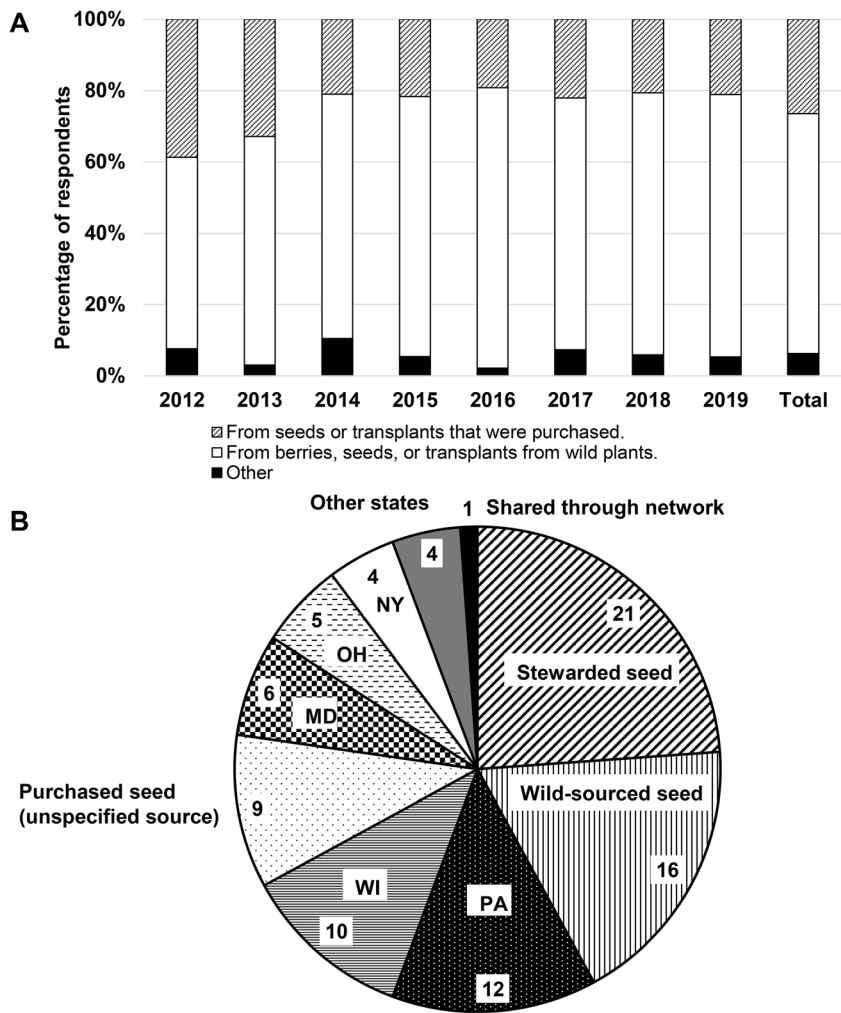 A
100%
80%
60%
40%
20%
0%
Percentage of respondents
2012 2013 2014 2015 2016 2017 2018 2019 Total
From seeds or transplants that were purchased.
From berries, seeds, or transplants from wild plants.
Other
B
Other states
1 Shared through network
4
4
NY
21
5
OH
Stewarded seed
6
MD
Purchased seed
(unspecified source)
9
Wild-sourced seed
16
WI
10
PA
12